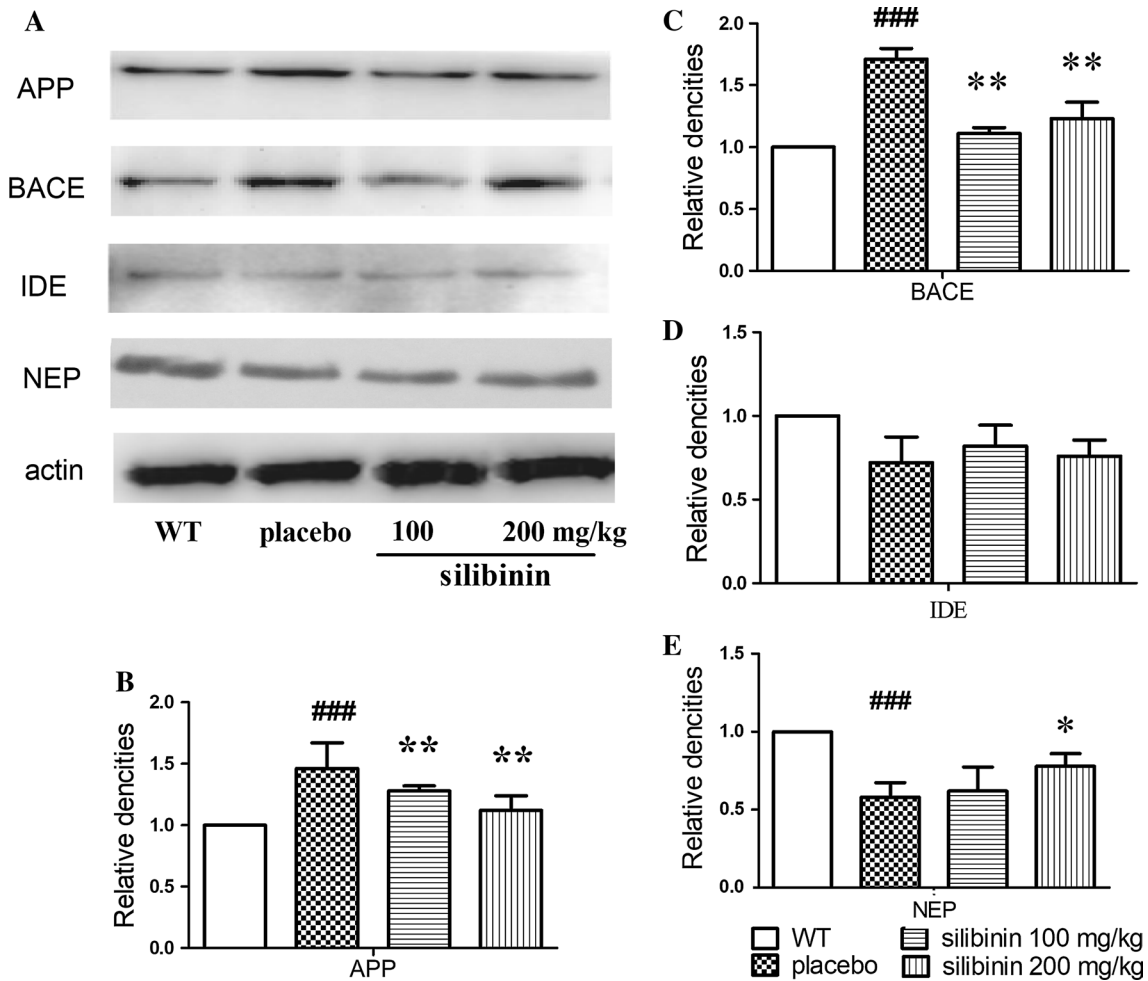 A
APP
BACE
IDE
NEP
actin
WT placebo 100 200 mg/kg
silibinin
B
Relative dencities
2.0
1.5
1.0
0.5
0.0
###
**
**
APP
C
Relative dencities
2.0
1.5
1.0
0.5
0.0
###
**
**
BACE
D
Relative dencities
1.5
1.0
0.5
0.0
IDE
E
Relative dencities
1.5
1.0
0.5
0.0
###
*
NEP
WT silibinin 100 mg/kg
placebo silibinin 200 mg/kg